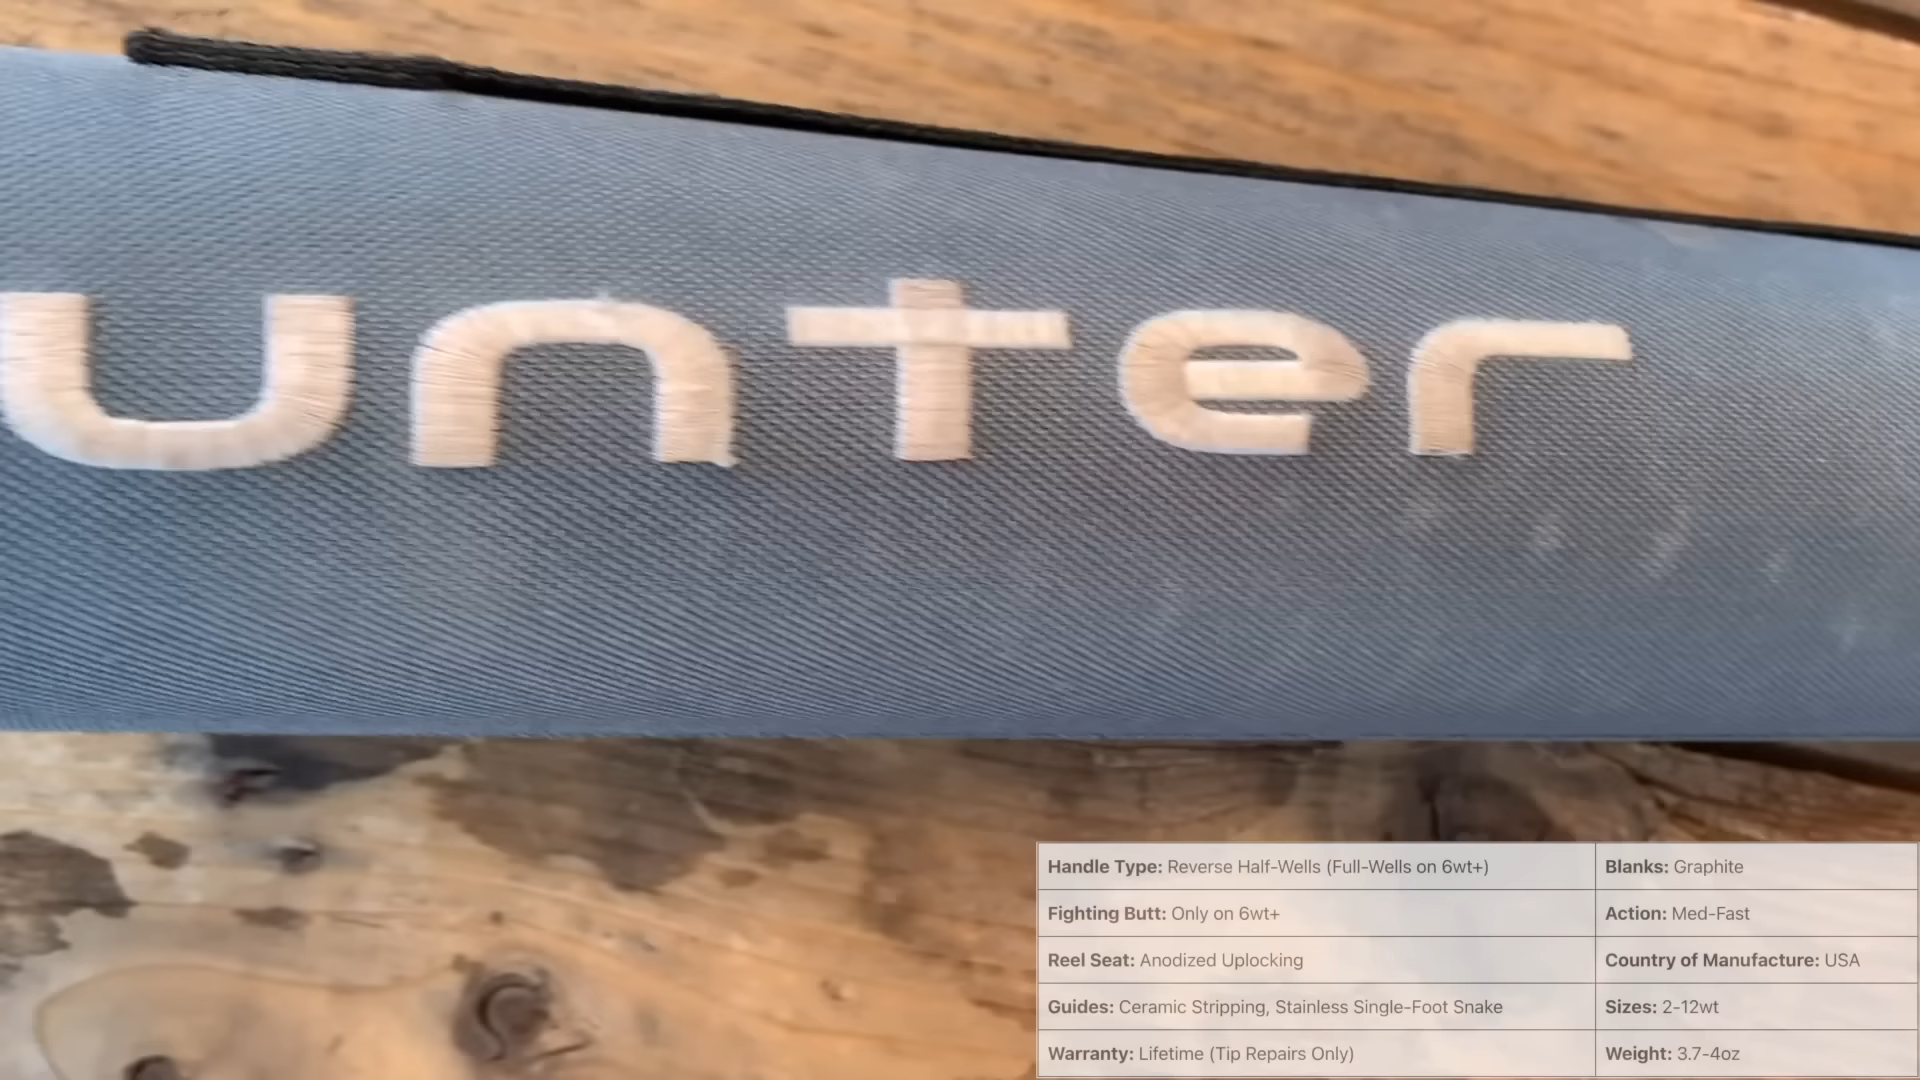 unter
Handle Type: Reverse Half-Wells (Full-Wells on 6wt+)
Blanks: Graphite
Fighting Butt: Only on 6wt+
Action: Med-Fast
Reel Seat: Anodized Uplocking
Country of Manufacture: USA
Guides: Ceramic Stripping, Stainless Single-Foot Snake
Sizes: 2-12wt
Warranty: Lifetime (Tip Repairs Only)
Weight: 3.7-4oz